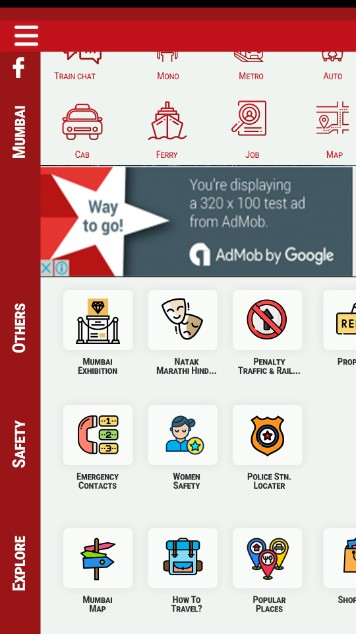 TRAIN CHAT
MONO
METRO
AUTO
MUMBAI
CAB
FERRY
JOB
MAP
Way
to go!
You're displaying
a 320 x 100 test ad
from AdMob.
AdMob by Google
OTHERS
MUMBAI
EXHIBITION
NATAK
MARATHI HIND...
PENALTY
TRAFFIC & RAIL...
RE
PROP
SAFETY
1
2
3
EMERGENCY
CONTACTS
WOMEN
SAFETY
POLICE STN.
LOCATER
EXPLORE
MUMBAI
MAP
HOW TO
TRAVEL?
POPULAR
PLACES
SHOP